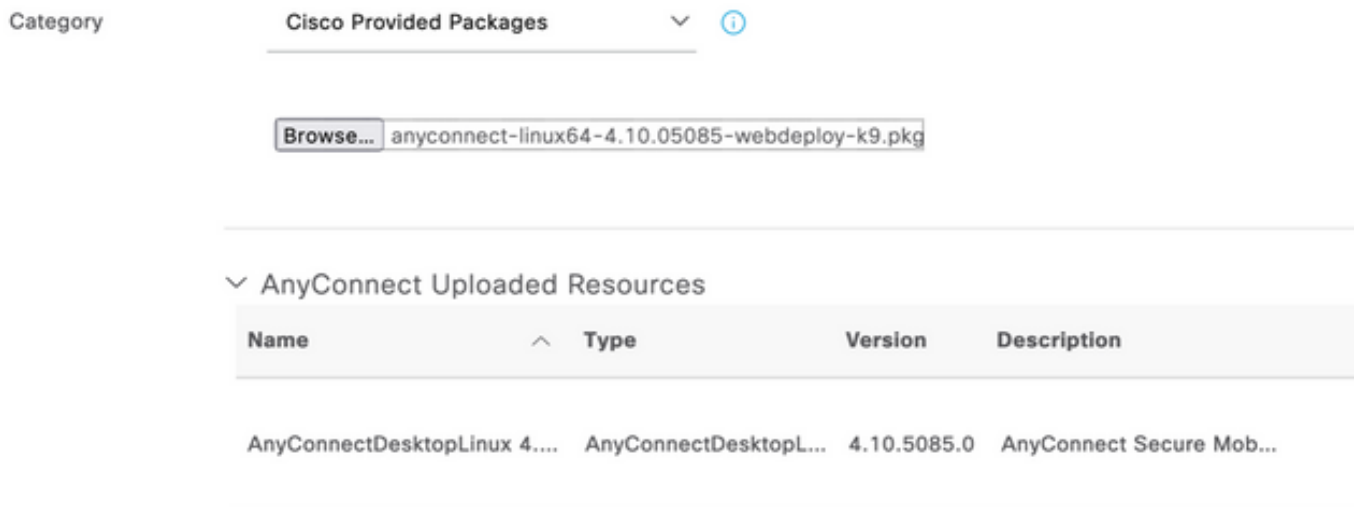 Category Cisco Provided Packages
Browse... anyconnect-linux64-4.10.05085-webdeploy-k9.pkg
AnyConnect Uploaded Resources
Name Type Version Description
AnyConnectDesktopLinux 4.... AnyConnectDesktopL... 4.10.5085.0 AnyConnect Secure Mob...